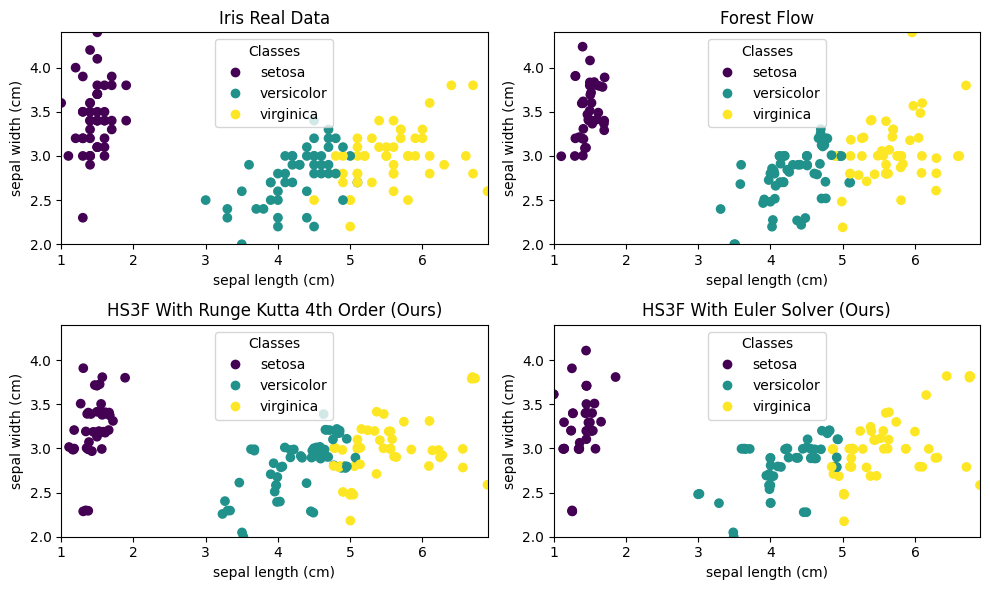 Iris Real Data
sepal width (cm)
4.0
3.5
3.0
2.5
2.0
Classes
setosa
versicolor
virginica
1 2 3 4 5 6
sepal length (cm)
Forest Flow
sepal width (cm)
4.0
3.5
3.0
2.5
2.0
Classes
setosa
versicolor
virginica
1 2 3 4 5 6
sepal length (cm)
HS3F With Runge Kutta 4th Order (Ours)
sepal width (cm)
4.0
3.5
3.0
2.5
2.0
Classes
setosa
versicolor
virginica
1 2 3 4 5 6
sepal length (cm)
HS3F With Euler Solver (Ours)
sepal width (cm)
4.0
3.5
3.0
2.5
2.0
Classes
setosa
versicolor
virginica
1 2 3 4 5 6
sepal length (cm)